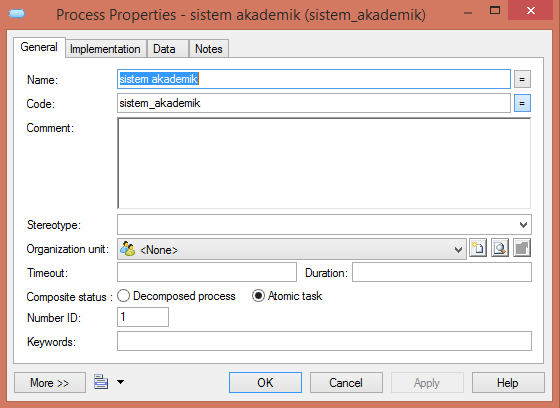 Process Properties - sistem akademik (sistem_akademik)
General Implementation Data Notes
Name: sistem akademik =
Code: sistem_akademik =
Comment:
Stereotype:
Organization unit: <None>
Timeout: Duration:
Composite status : Decomposed process Atomic task
Number ID: 1
Keywords:
More >> OK Cancel Apply Help